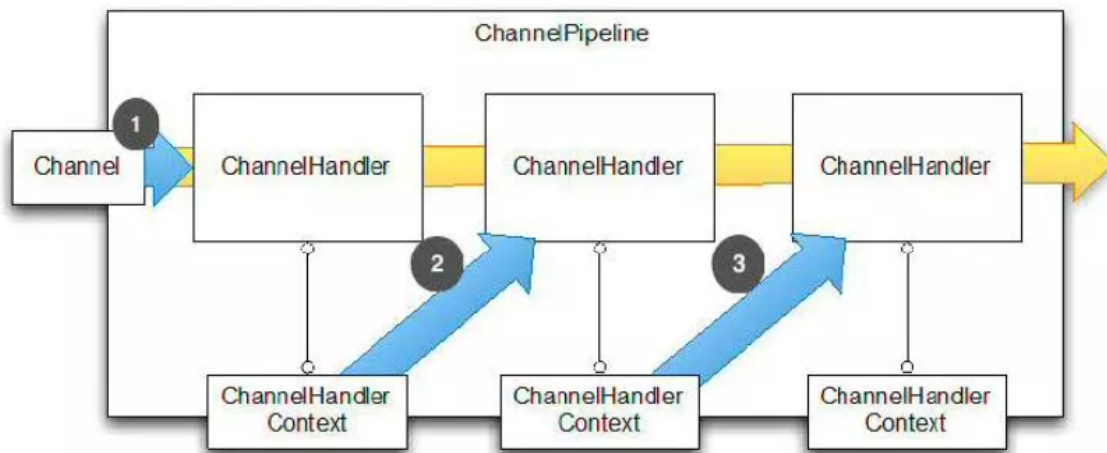 ChannelPipeline
1
Channel
ChannelHandler
ChannelHandler
ChannelHandler
2
3
ChannelHandler
Context
ChannelHandler
Context
ChannelHandler
Context